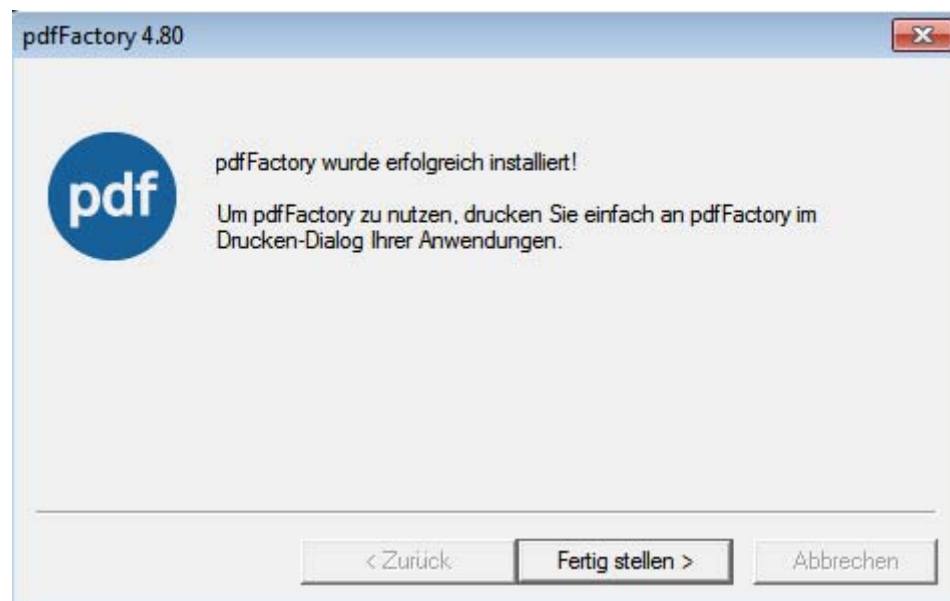 pdfFactory 4.80
pdf
pdfFactory wurde erfolgreich installiert!
Um pdfFactory zu nutzen, drucken Sie einfach an pdfFactory im
Drucken-Dialog Ihrer Anwendungen.
< Zurück
Fertig stellen >
Abbrechen